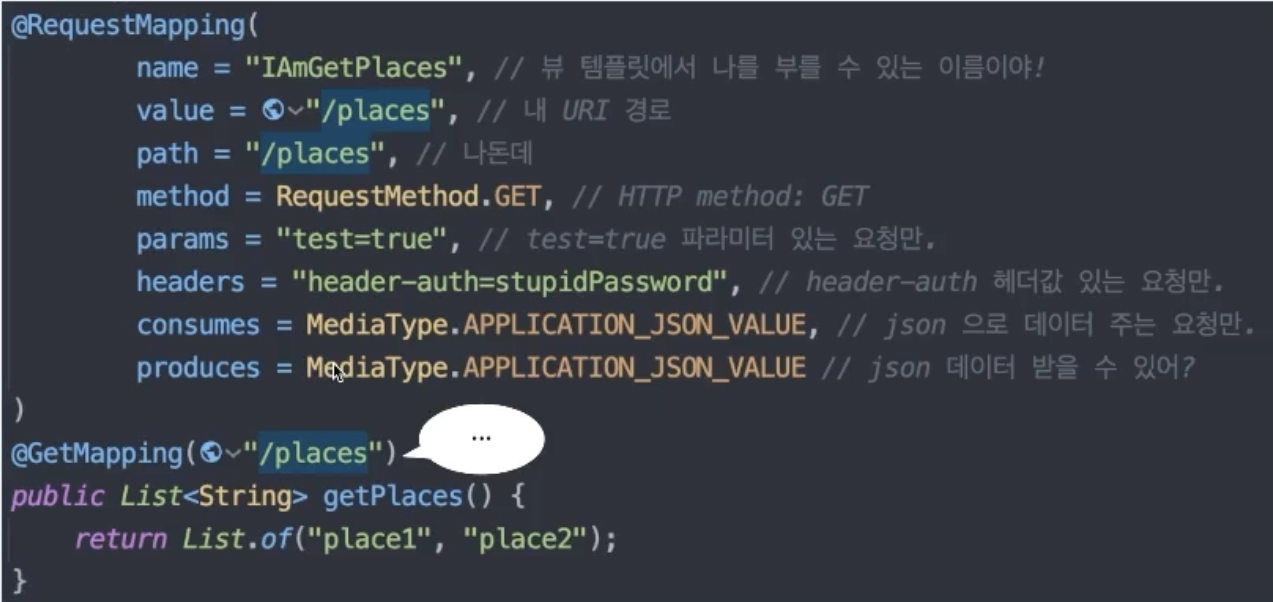 @RequestMapping(
name = "IAmGetPlaces", // 뷰 템플릿에서 나를 부를 수 있는 이름이야!
value = "/places", // 내 URI 경로
path = "/places", // 나돈데
method = RequestMethod.GET, // HTTP method: GET
params = "test=true", // test=true 파라미터 있는 요청만.
headers = "header-auth=stupidPassword", // header-auth 헤더값 있는 요청만.
consumes = MediaType.APPLICATION_JSON_VALUE, // json 으로 데이터 주는 요청만.
produces = MediaType.APPLICATION_JSON_VALUE // json 데이터 받을 수 있어?
)
...
@GetMapping("/places")
public List<String> getPlaces() {
return List.of("place1", "place2");
}